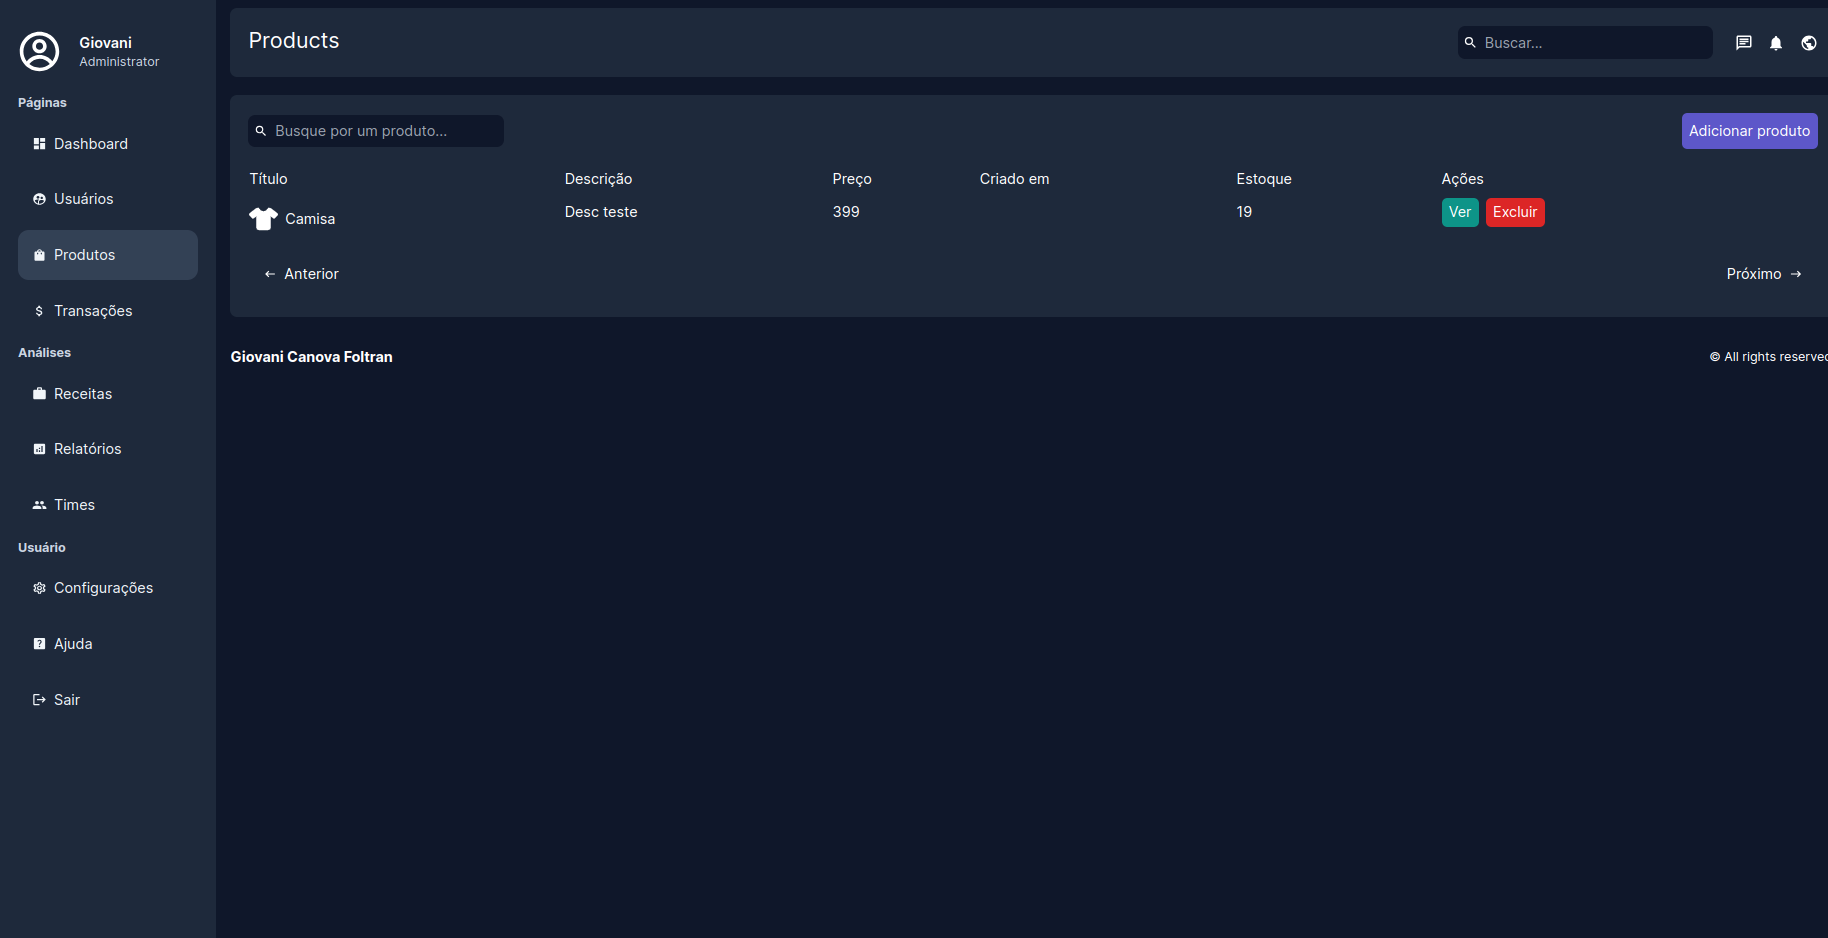 Giovani
Administrator
Páginas
Dashboard
Usuários
Produtos
Transações
Análises
Receitas
Relatórios
Times
Usuário
Configurações
Ajuda
Sair
Products
Buscar...
Busque por um produto...
Adicionar produto
Título Descrição Preço Criado em Estoque Ações
Camisa Desc teste 399 19 Ver Excluir
Anterior Próximo
Giovani Canova Foltran © All rights reserved